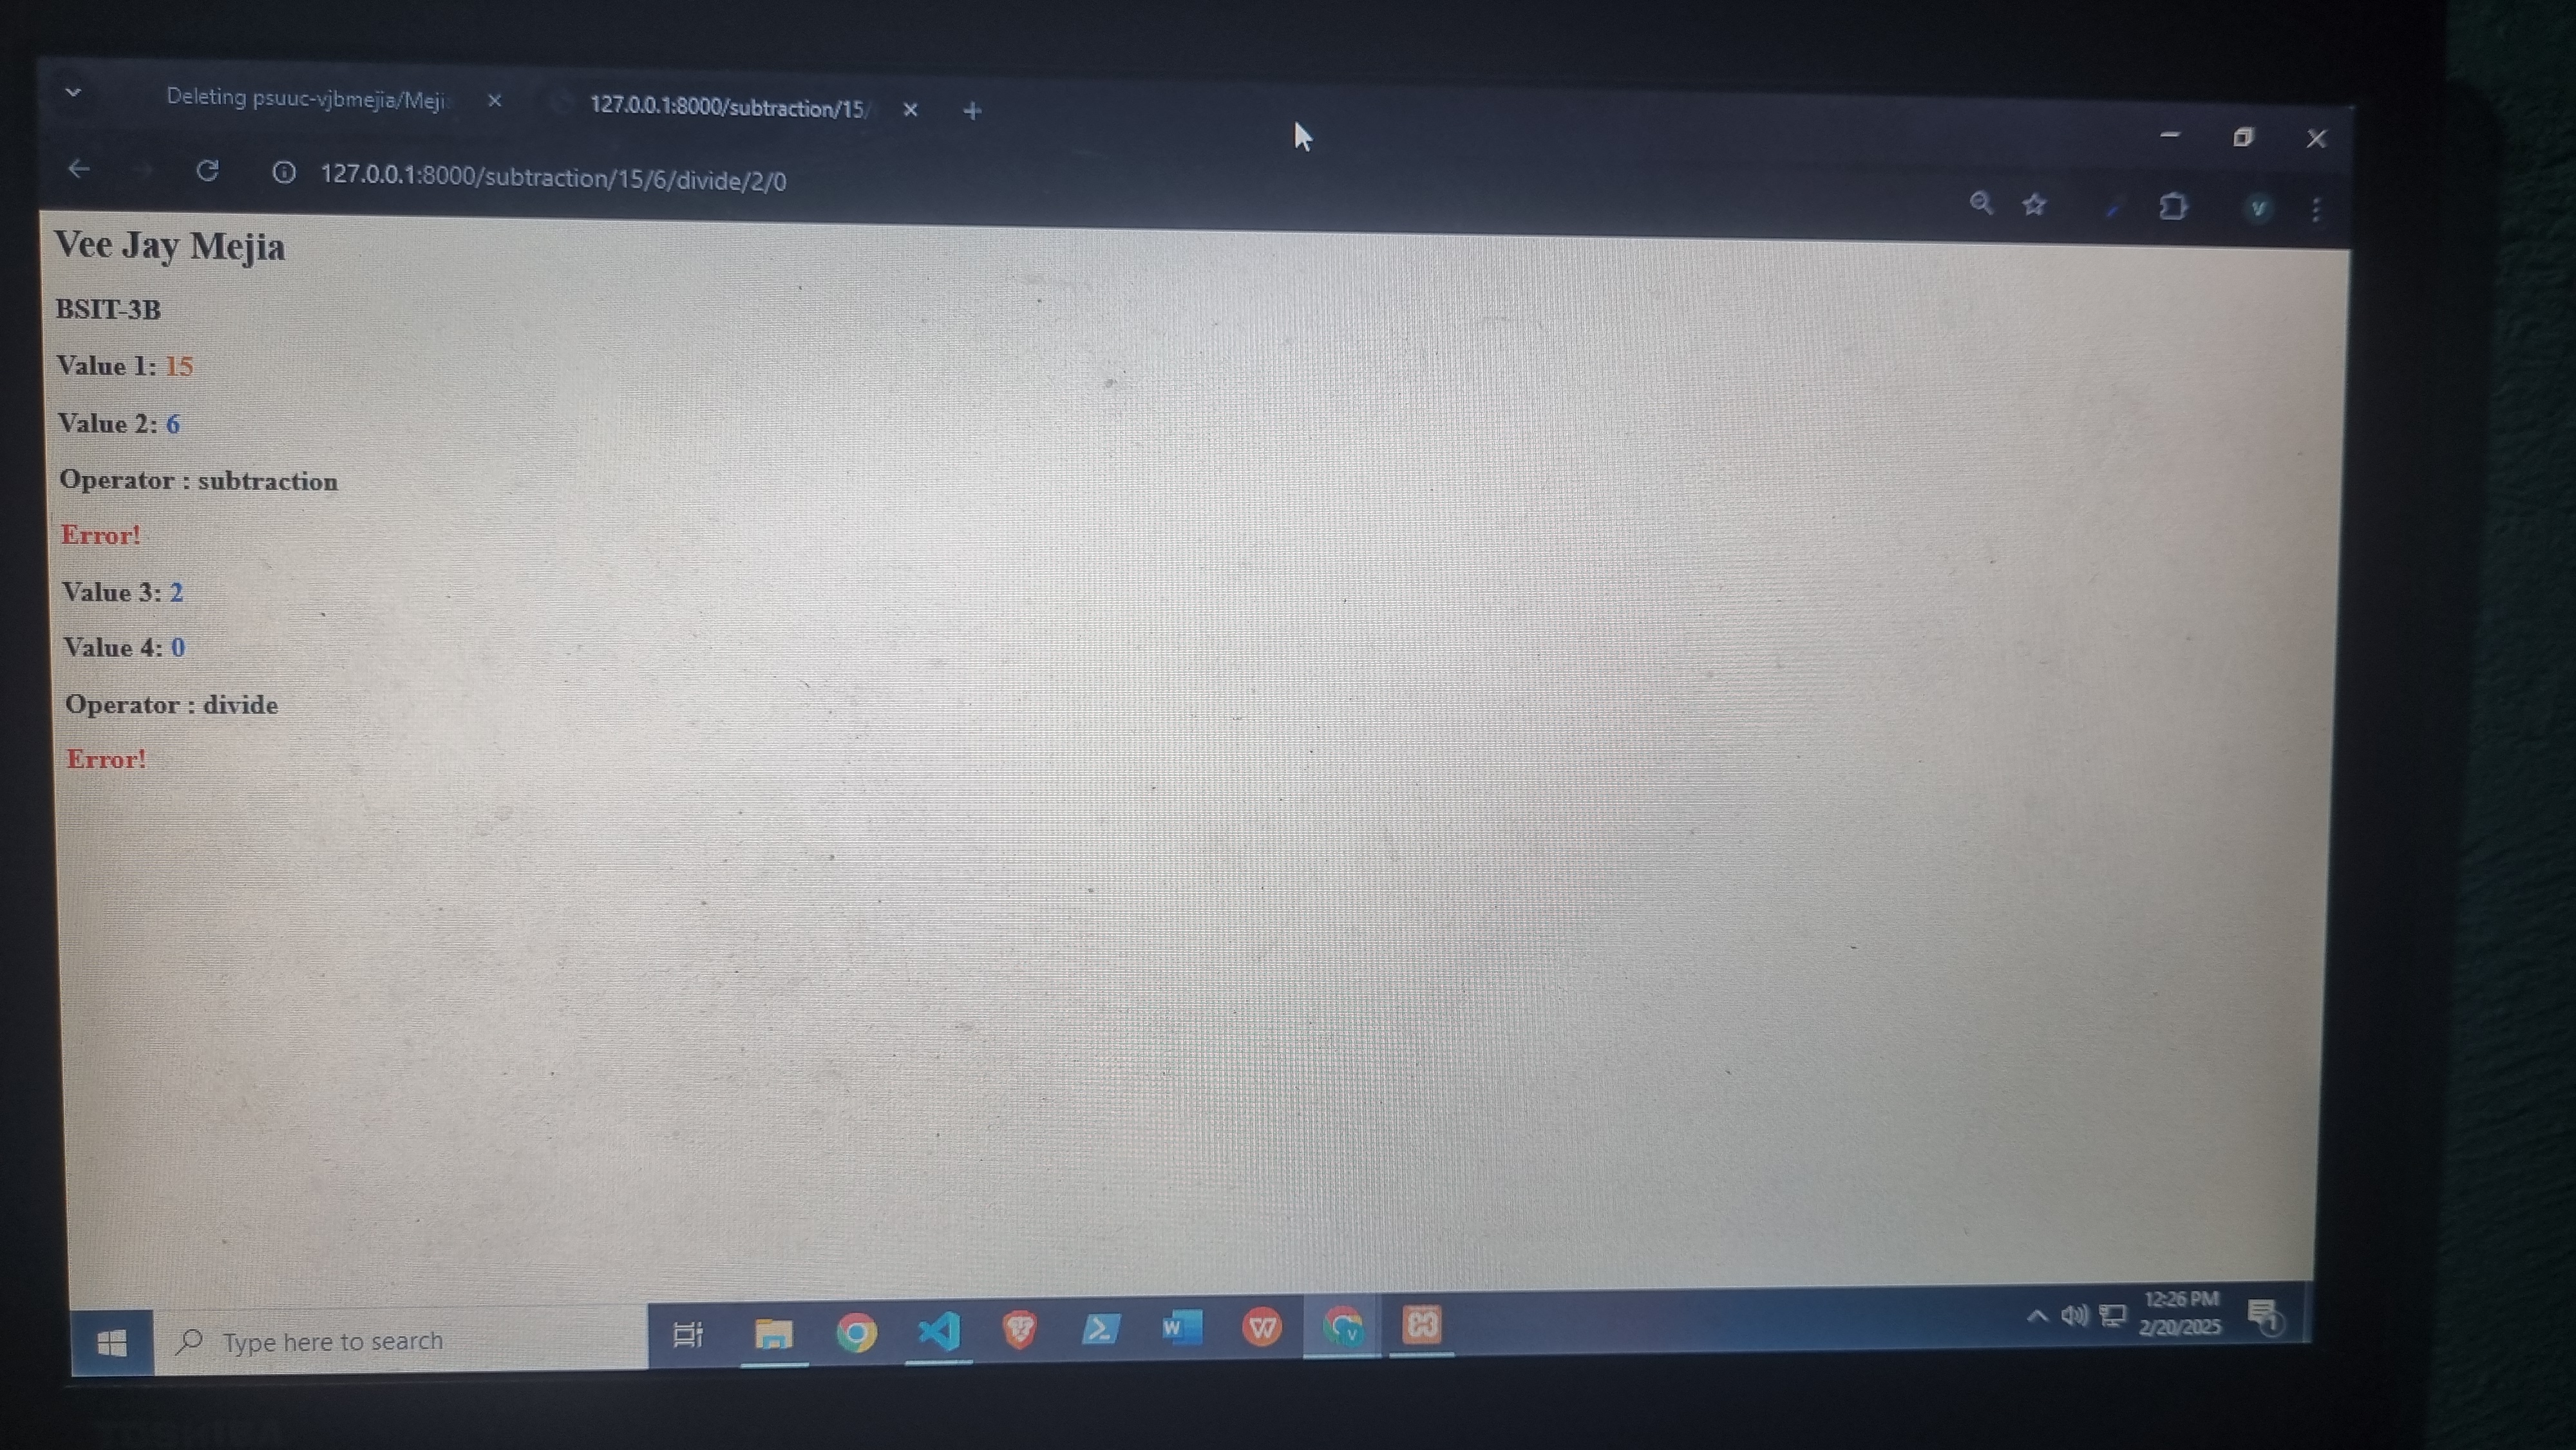 Deleting psuuc-vjbmejia/Meji
127.0.0.1:8000/subtraction/15/
127.0.0.1:8000/subtraction/15/6/divide/2/0
Vee Jay Mejia
BSIT-3B
Value 1: 15
Value 2: 6
Operator : subtraction
Error!
Value 3: 2
Value 4: 0
Operator : divide
Error!
Type here to search
12:26 PM
2/20/2025